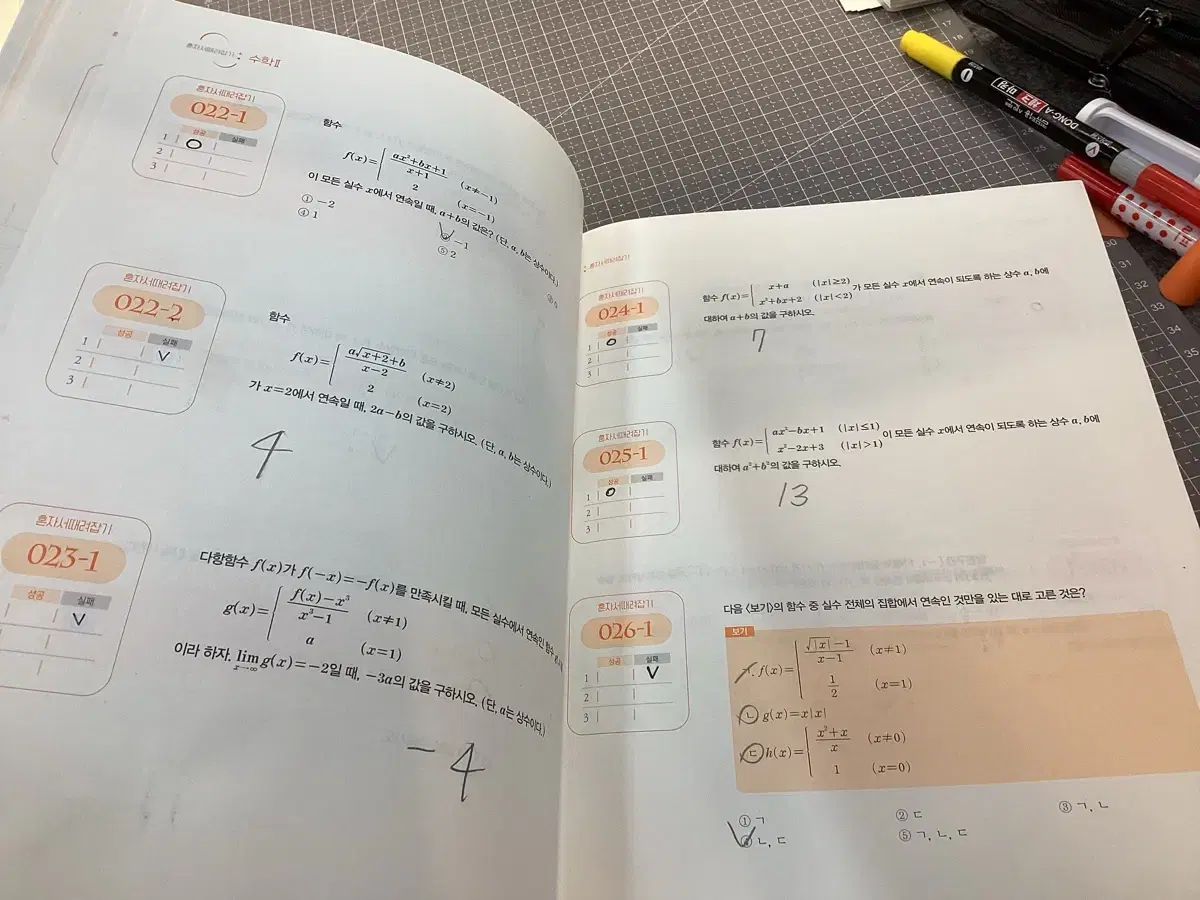 혼자서때려잡기 수학Ⅱ
혼자서때려잡기
022-1
성공 실패
1 O
2
3
함수
f(x)= ax²+bx+1 / x+1 (x≠-1)
2 (x=-1)
이 모든 실수 x에서 연속일 때, a+b의 값은? (단, a, b는 상수이다.)
① -2
-1
④ 1
⑤ 2
혼자서때려잡기
022-2
성공 실패
1 V
2
3
함수
f(x)= a√x+2+b / x-2 (x≠2)
2 (x=2)
가 x=2에서 연속일 때, 2a-b의 값을 구하시오. (단, a, b는 상수이다.)
4
혼자서때려잡기
023-1
성공 실패
V
다항함수 f(x)가 f(-x)=-f(x)를 만족시킬 때, 모든 실수에서 연속인 함수
g(x)= f(x)-x³ / x³-1 (x≠1)
a (x=1)
이라 하자. lim x→∞ g(x)=-2일 때, -3a의 값을 구하시오. (단, a는 상수이다.)
-4
혼자서때려잡기
혼자서때려잡기
024-1
성공 실패
1 O
2
3
함수 f(x)= x+a (|x|≥2) 가 모든 실수 x에서 연속이 되도록 하는 상수 a, b에
x²+bx+2 (|x|<2)
대하여 a+b의 값을 구하시오.
7
혼자서때려잡기
025-1
성공 실패
1 O
2
3
함수 f(x)= ax²-bx+1 (|x|≤1) 이 모든 실수 x에서 연속이 되도록 하는 상수 a, b에
x²-2x+3 (|x|>1)
대하여 a²+b²의 값을 구하시오.
13
혼자서때려잡기
026-1
성공 실패
1 V
2
3
다음 〈보기〉의 함수 중 실수 전체의 집합에서 연속인 것만을 있는 대로 고른 것은?
보기
ㄱ. f(x)= √|x|-1 / x-1 (x≠1)
1/2 (x=1)
ㄴ g(x)=x|x|
ㄷ h(x)= x²+x / x (x≠0)
1 (x=0)
① ㄱ ② ㄷ ③ ㄱ, ㄴ
④ ㄴ, ㄷ ⑤ ㄱ, ㄴ, ㄷ
DONG-A
17
18
30
31
32
33
34
35